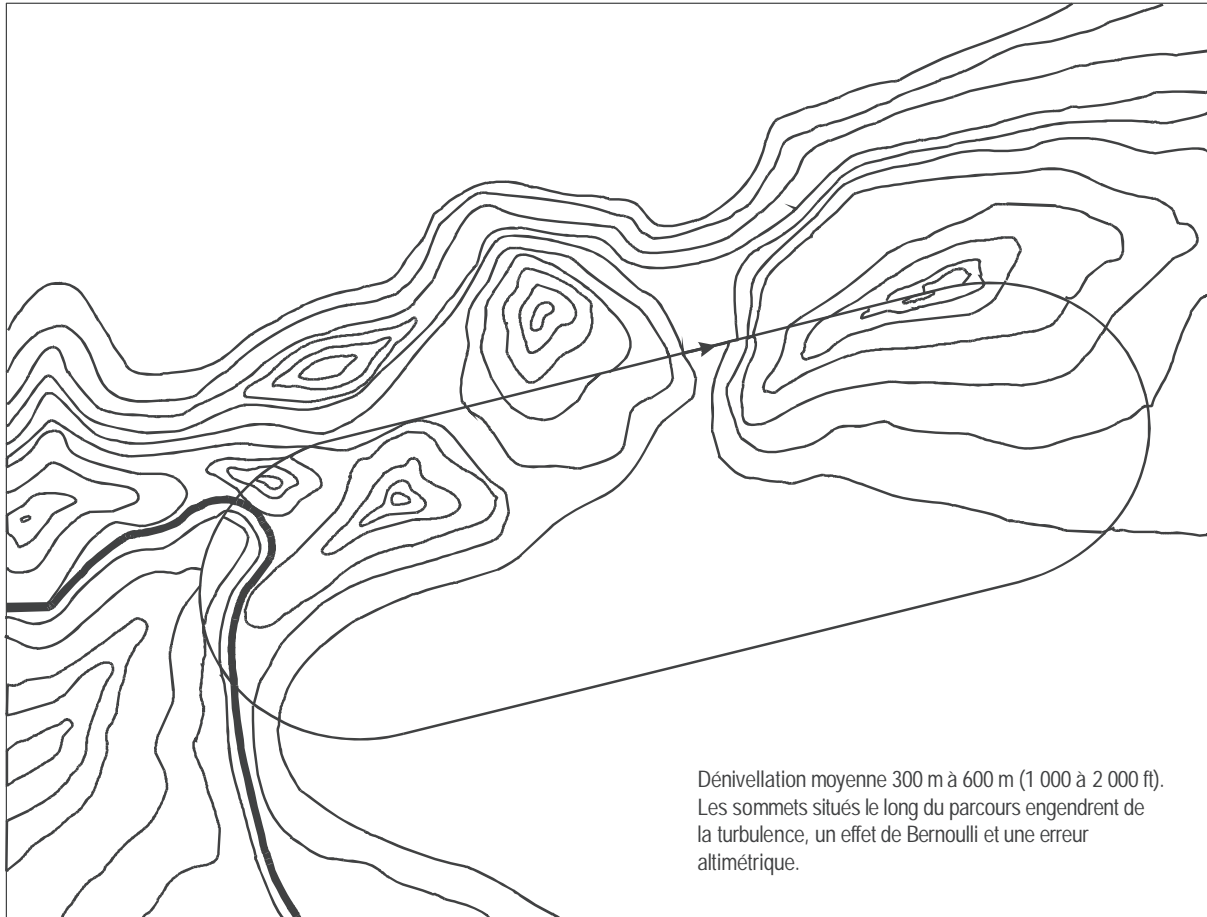 Dénivellation moyenne 300 m à 600 m (1 000 à 2 000 ft).
Les sommets situés le long du parcours engendrent de
la turbulence, un effet de Bernoulli et une erreur
altimétrique.